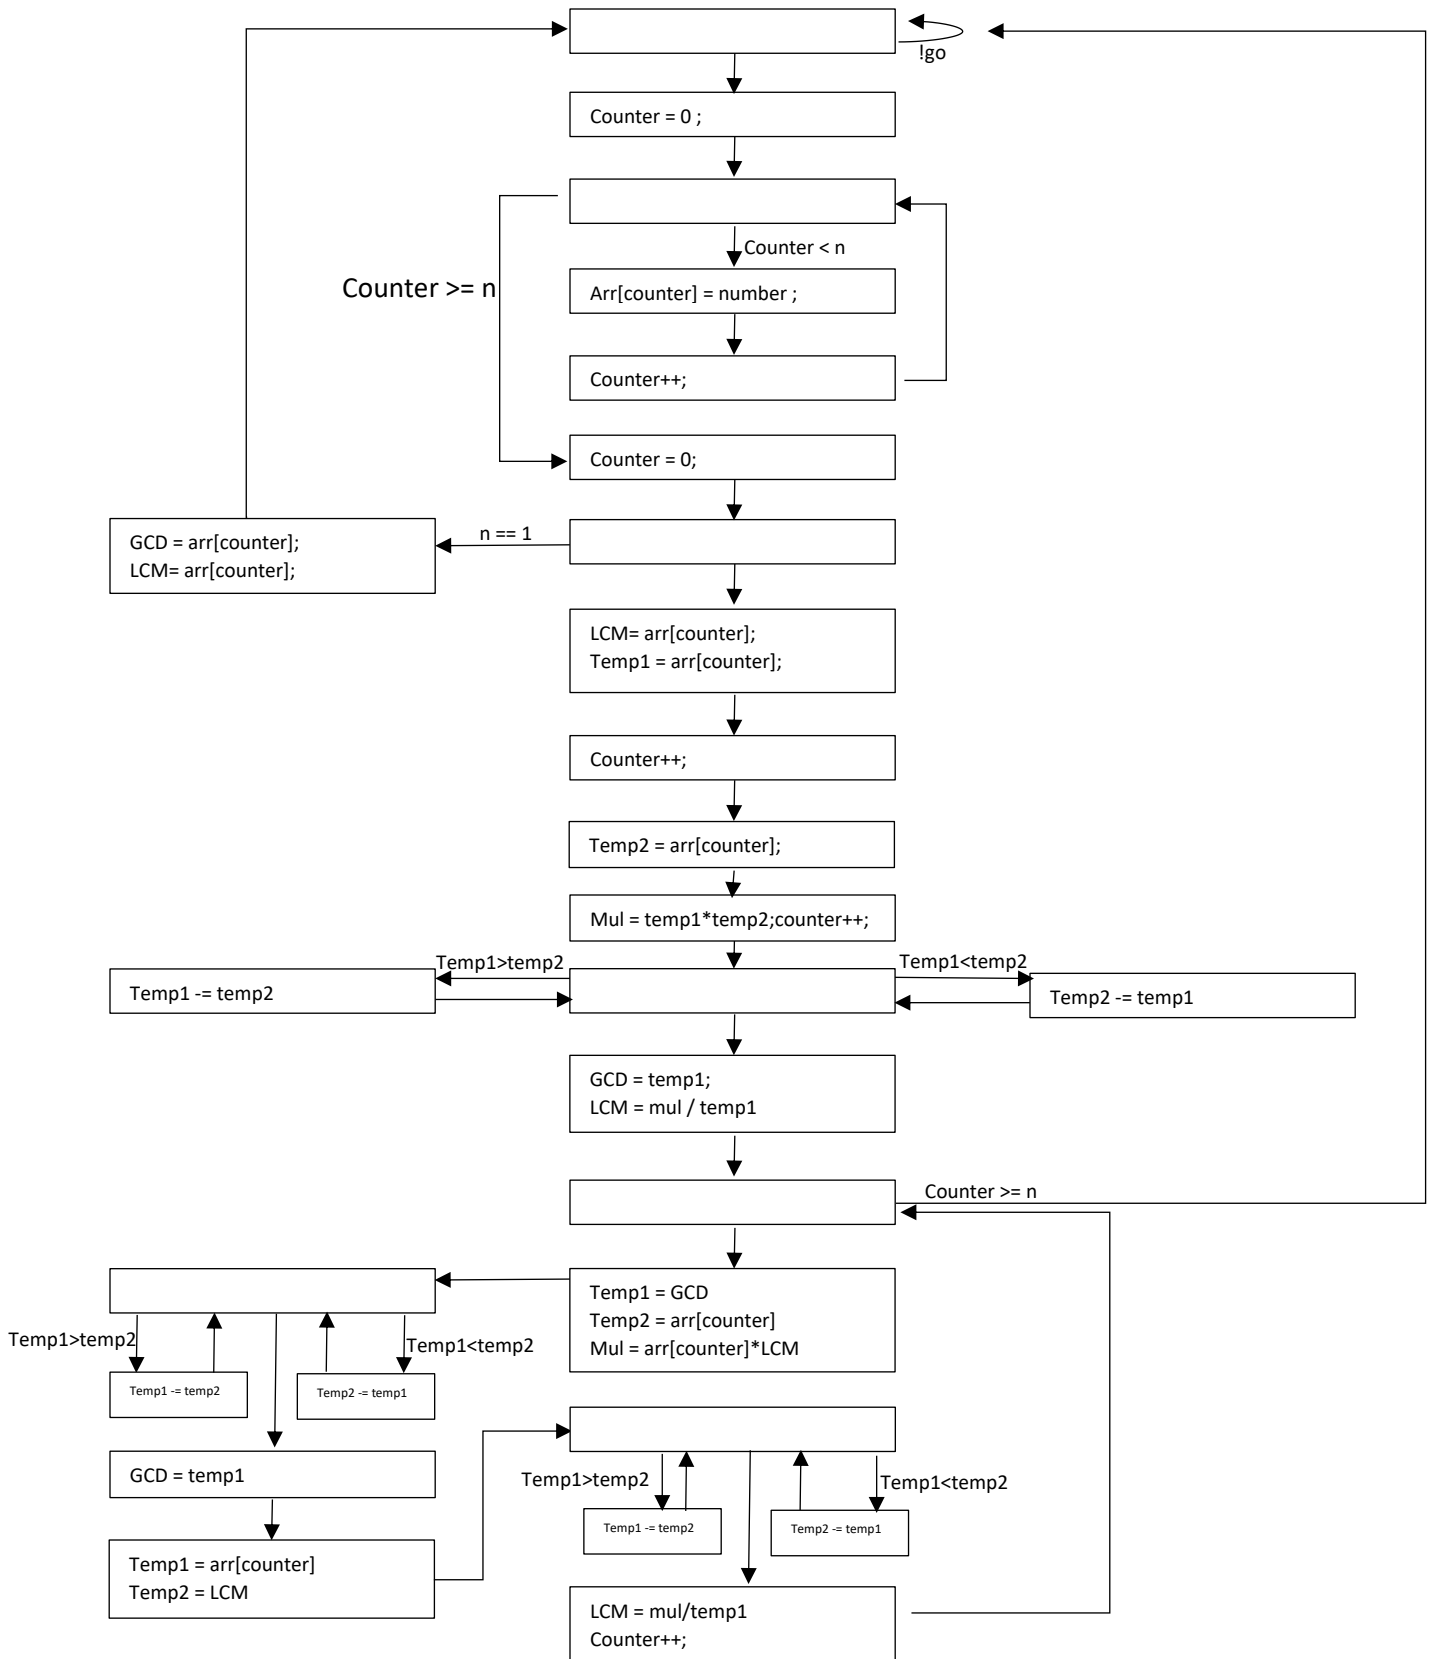 !go
Counter = 0 ;
Counter < n
Counter >= n
Arr[counter] = number ;
Counter++;
Counter = 0;
n == 1
GCD = arr[counter];
LCM= arr[counter];
LCM= arr[counter];
Temp1 = arr[counter];
Counter++;
Temp2 = arr[counter];
Mul = temp1*temp2;counter++;
Temp1>temp2
Temp1<temp2
Temp1 -= temp2
Temp2 -= temp1
GCD = temp1;
LCM = mul / temp1
Counter >= n
Temp1 = GCD
Temp2 = arr[counter]
Mul = arr[counter]*LCM
Temp1>temp2
Temp1<temp2
Temp1 -= temp2
Temp2 -= temp1
GCD = temp1
Temp1 = arr[counter]
Temp2 = LCM
Temp1>temp2
Temp1<temp2
Temp1 -= temp2
Temp2 -= temp1
LCM = mul/temp1
Counter++;